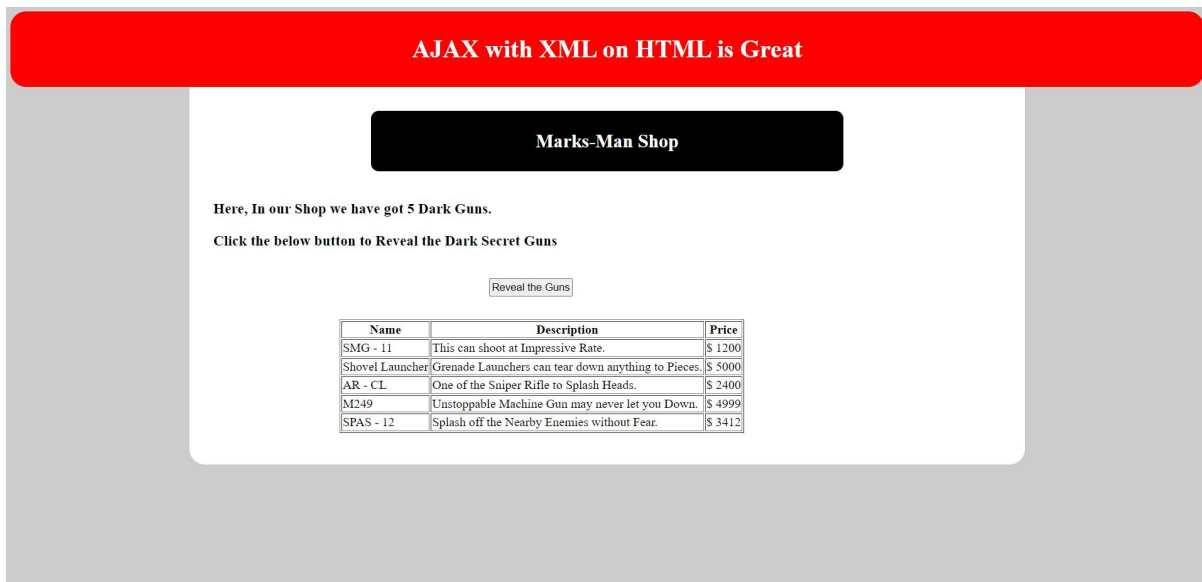 AJAX with XML on HTML is Great
Marks-Man Shop
Here, In our Shop we have got 5 Dark Guns.
Click the below button to Reveal the Dark Secret Guns
Reveal the Guns
Name Description Price
SMG - 11 This can shoot at Impressive Rate. $ 1200
Shovel Launcher Grenade Launchers can tear down anything to Pieces. $ 5000
AR - CL One of the Sniper Rifle to Splash Heads. $ 2400
M249 Unstoppable Machine Gun may never let you Down. $ 4999
SPAS - 12 Splash off the Nearby Enemies without Fear. $ 3412